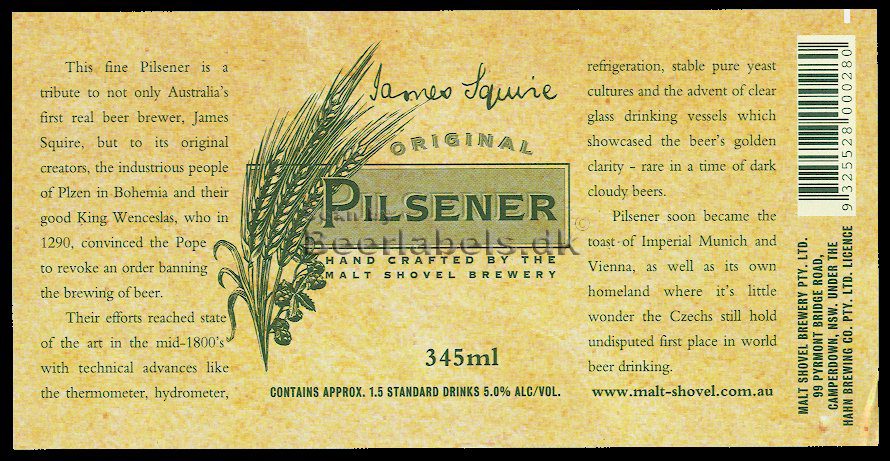 This fine Pilsener is a
tribute to not only Australia's
first real beer brewer, James
Squire, but to its original
creators, the industrious people
of Plzen in Bohemia and their
good King Wenceslas, who in
1290, convinced the Pope
to revoke an order banning
the brewing of beer.
Their efforts reached state
of the art in the mid-1800's
with technical advances like
the thermometer, hydrometer,
James Squire
ORIGINAL
PILSENER
Beerlabels.dk
©
HAND CRAFTED BY THE
MALT SHOVEL BREWERY
345ml
CONTAINS APPROX. 1.5 STANDARD DRINKS 5.0% ALC/VOL.
refrigeration, stable pure yeast
cultures and the advent of clear
glass drinking vessels which
showcased the beer's golden
clarity - rare in a time of dark
cloudy beers.
Pilsener soon became the
toast of Imperial Munich and
Vienna, as well as its own
homeland where it's little
wonder the Czechs still hold
undisputed first place in world
beer drinking.
www.malt-shovel.com.au
9 325528 000280
MALT SHOVEL BREWERY PTY. LTD.
99 PYRMONT BRIDGE ROAD,
CAMPERDOWN, NSW. UNDER THE
HAHN BREWING CO. PTY. LTD. LICENCE